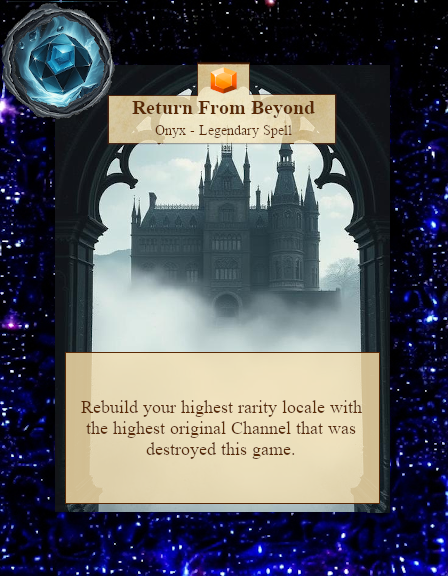 Return From Beyond
Onyx - Legendary Spell
Rebuild your highest rarity locale with
the highest original Channel that was
destroyed this game.